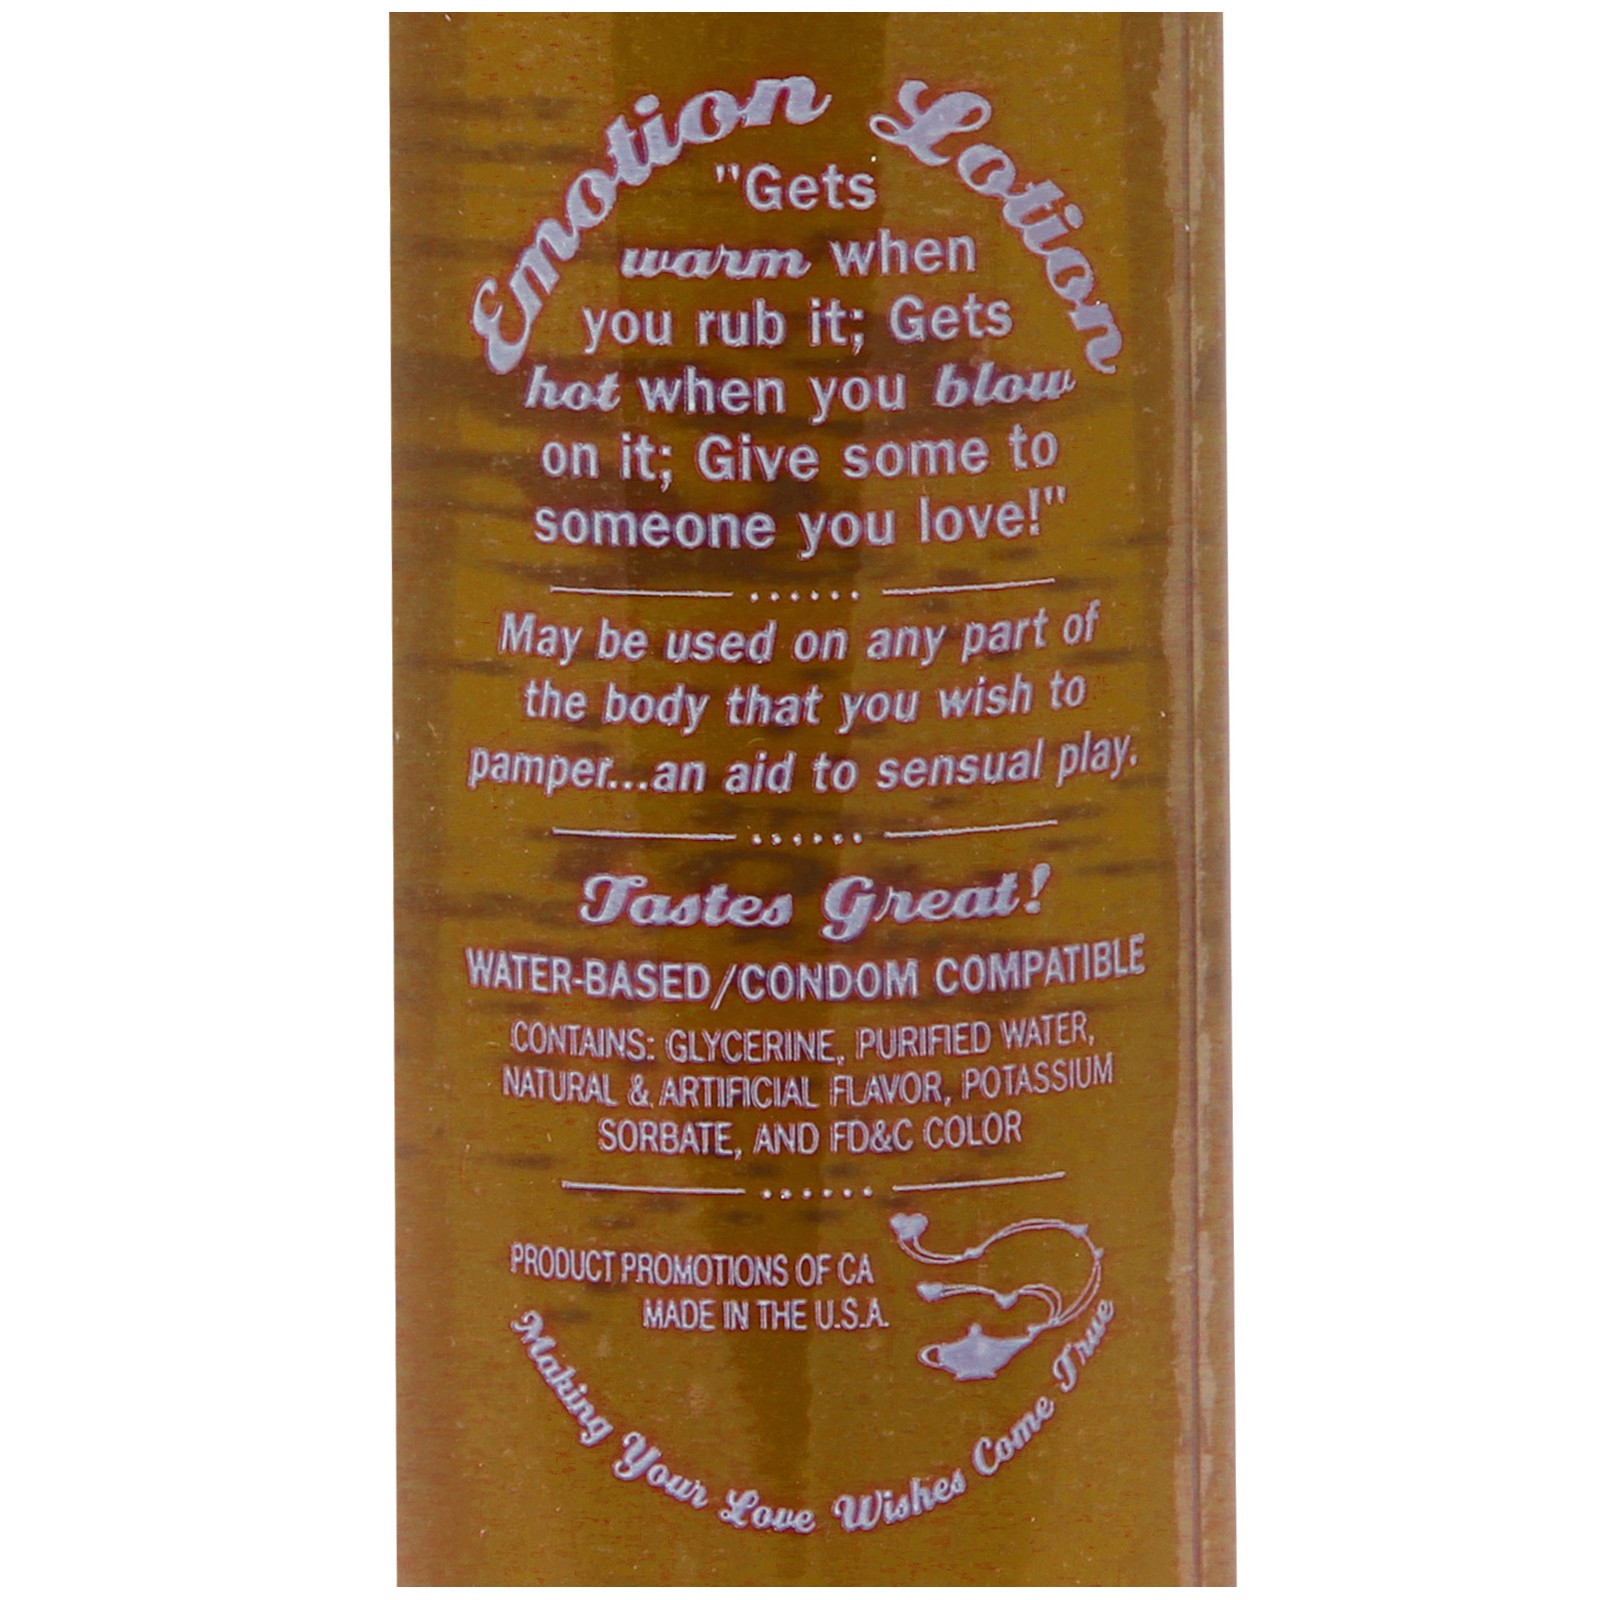 Emotion Lotion
"Gets
warm when
you rub it; Gets
hot when you blow
on it; Give some to
someone you love!"
May be used on any part of
the body that you wish to
pamper...an aid to sensual play.
Tastes Great!
WATER-BASED/CONDOM COMPATIBLE
CONTAINS: GLYCERINE, PURIFIED WATER,
NATURAL & ARTIFICIAL FLAVOR, POTASSIUM
SORBATE, AND FD&C COLOR
PRODUCT PROMOTIONS OF CA
MADE IN THE U.S.A.
Making Your Love Wishes Come True